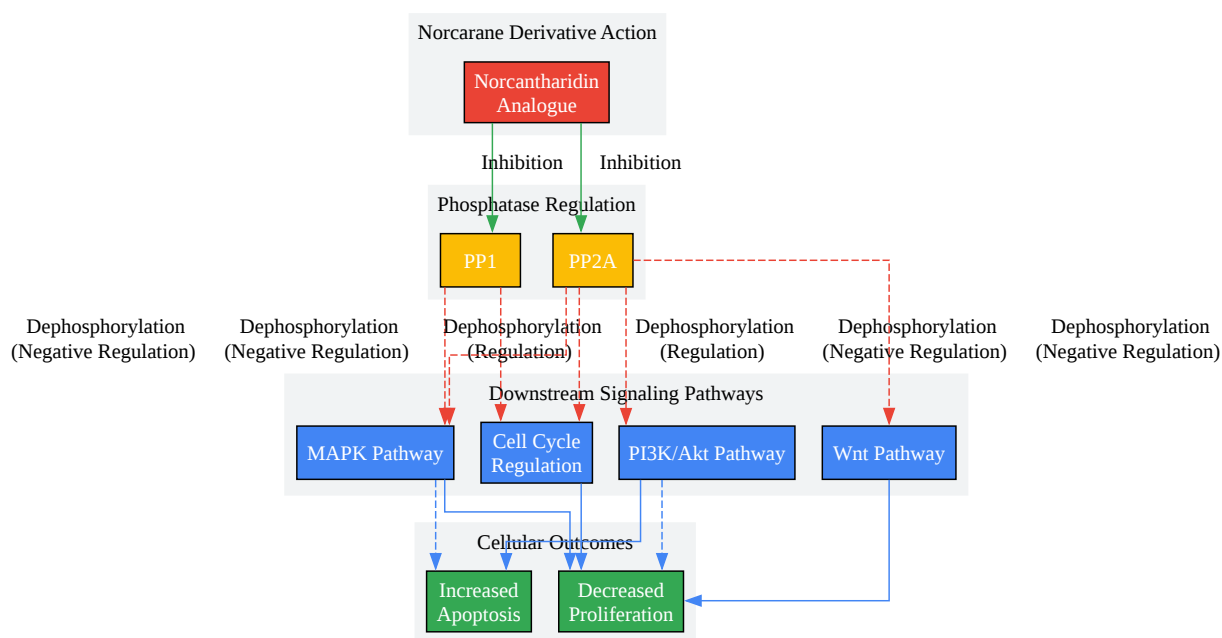 Norcarane Derivative Action
Norcantharidin
Analogue
Inhibition
Inhibition
Phosphatase Regulation
PP1
PP2A
Dephosphorylation
(Negative Regulation)
Dephosphorylation
(Negative Regulation)
Dephosphorylation
(Regulation)
Dephosphorylation
(Regulation)
Dephosphorylation
(Negative Regulation)
Dephosphorylation
(Negative Regulation)
Downstream Signaling Pathways
MAPK Pathway
Cell Cycle
Regulation
PI3K/Akt Pathway
Wnt Pathway
Cellular Outcomes
Increased
Apoptosis
Decreased
Proliferation